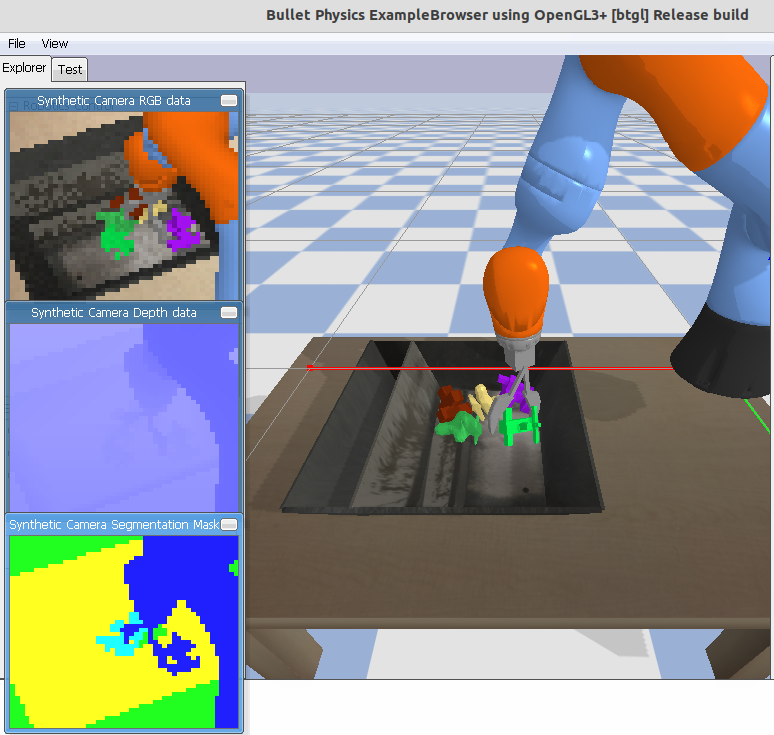 Bullet Physics ExampleBrowser using OpenGL3+ [btgl] Release build
File View
Explorer Test
Synthetic Camera RGB data
Synthetic Camera Depth data
Synthetic Camera Segmentation Mask